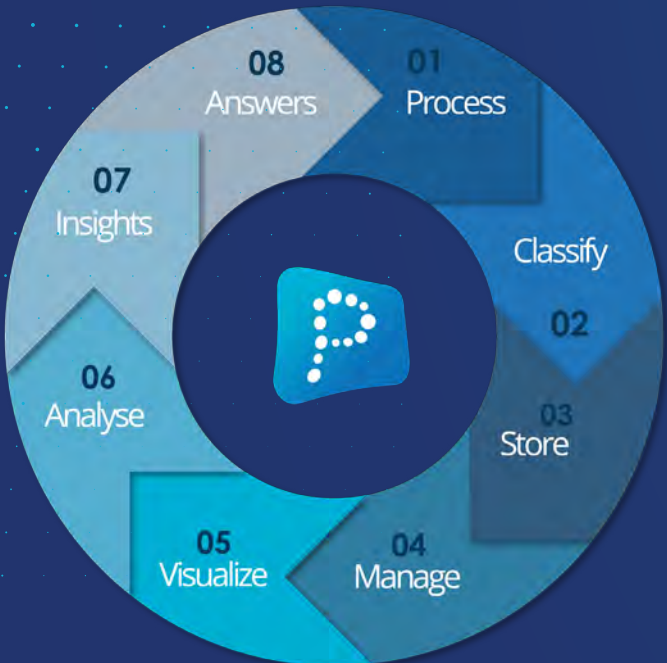 01
Process
Classify
02
03
Store
04
Manage
05
Visualize
06
Analyse
07
Insights
08
Answers
P